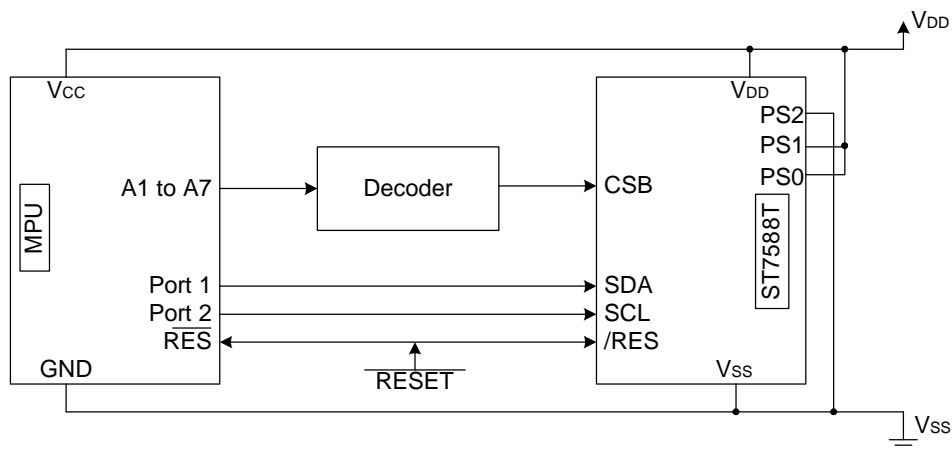 VDD
VCC
VDD
PS2
PS1
A1 to A7
Decoder
CSB
PS0
MPU
ST7588T
Port 1
SDA
Port 2
SCL
RES
/RES
GND
RESET
VSS
VSS